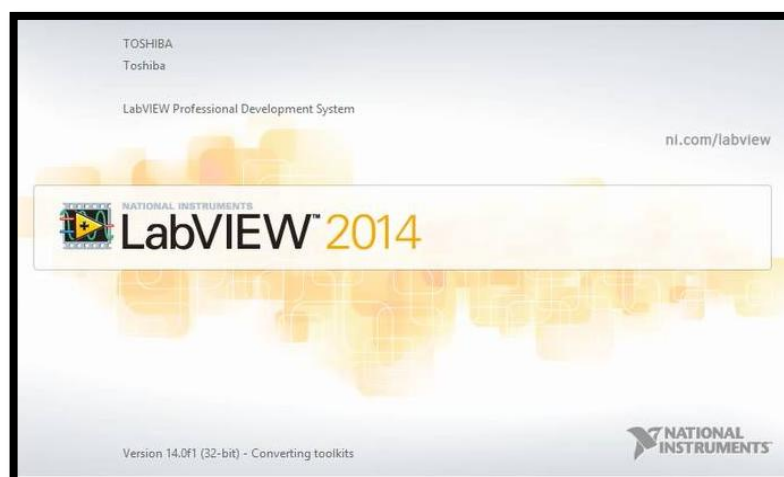 TOSHIBA
Toshiba
LabVIEW Professional Development System
ni.com/labview
NATIONAL INSTRUMENTS
LabVIEW™ 2014
Version 14.0f1 (32-bit) - Converting toolkits
NATIONAL
INSTRUMENTS